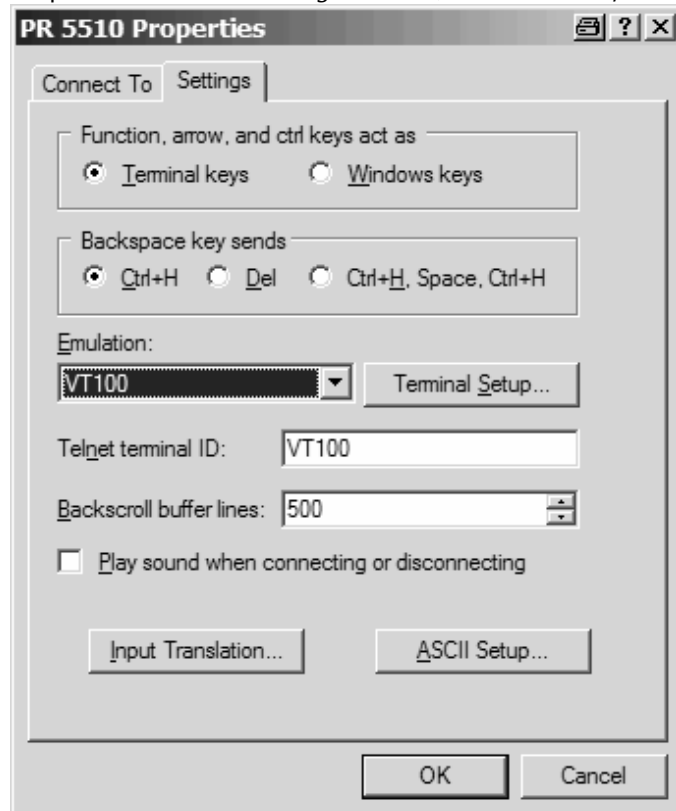 PR 5510 Properties
Connect To Settings
Function, arrow, and ctrl keys act as
Terminal keys Windows keys
Backspace key sends
Ctrl+H Del Ctrl+H, Space, Ctrl+H
Emulation:
VT100 Terminal Setup...
Telnet terminal ID: VT100
Backscroll buffer lines: 500
Play sound when connecting or disconnecting
Input Translation... ASCII Setup...
OK Cancel